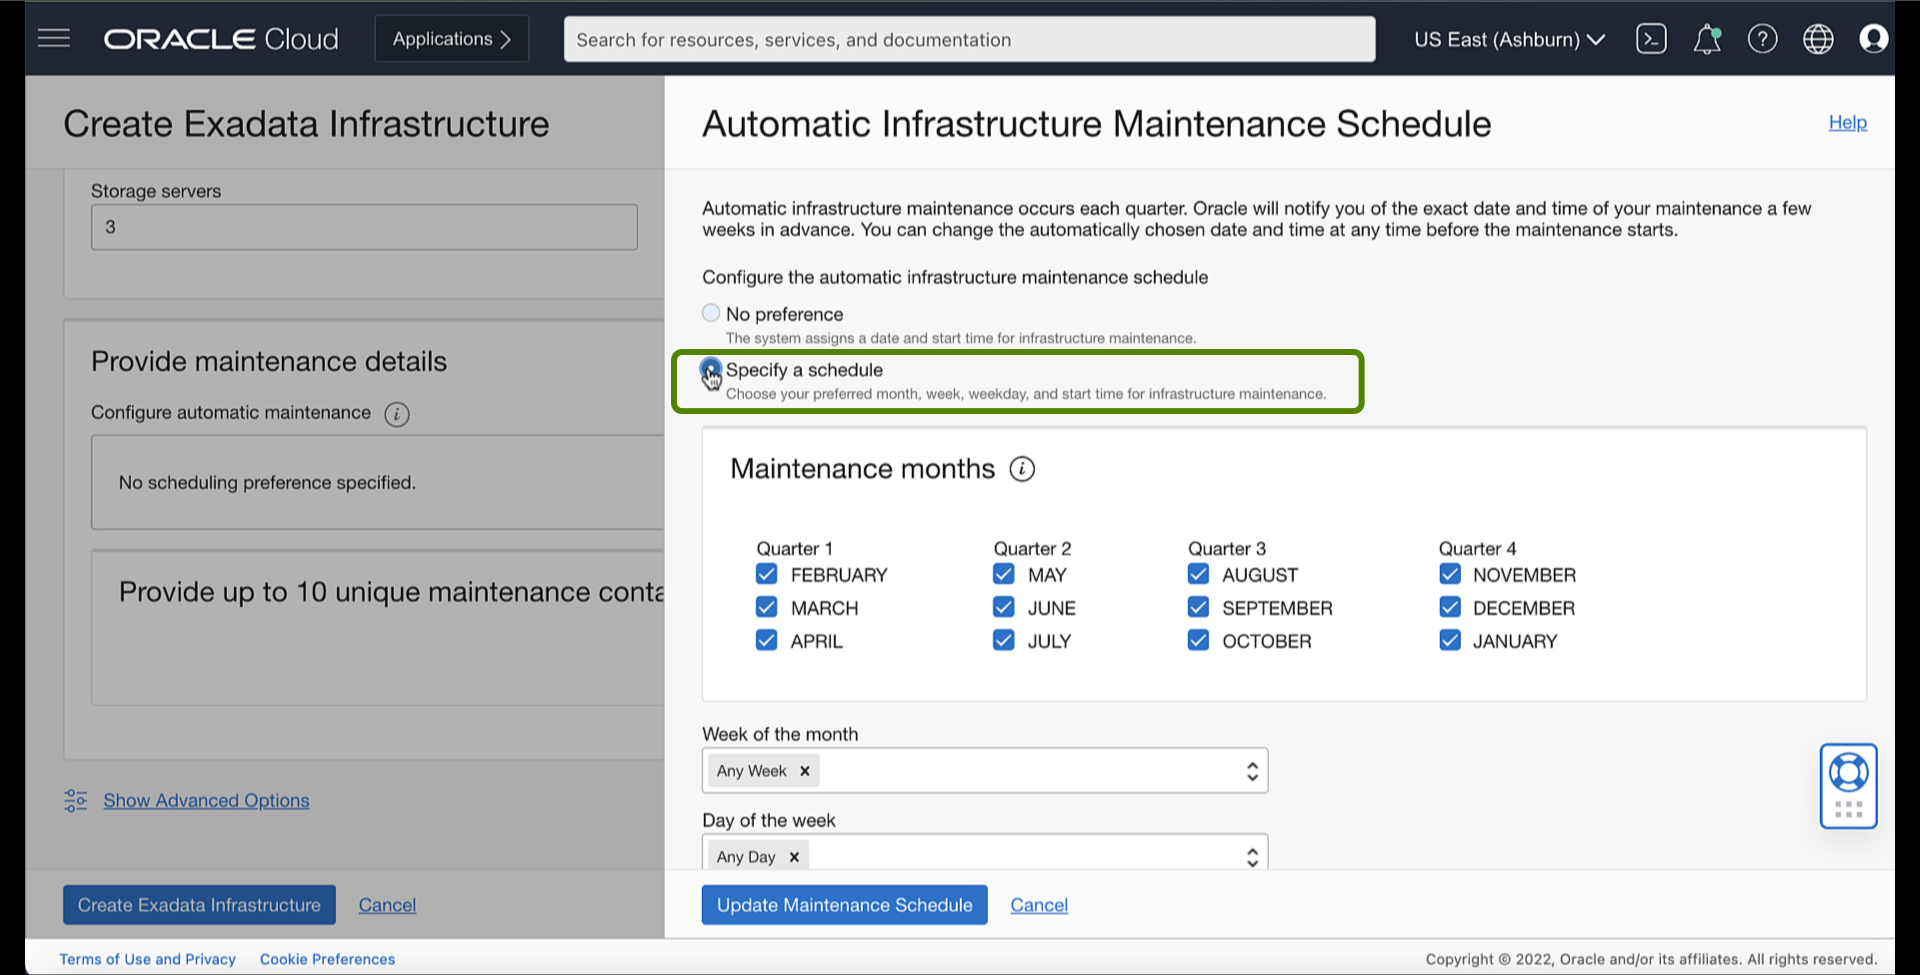 ORACLE Cloud
Applications
Search for resources, services, and documentation
US East (Ashburn)
Create Exadata Infrastructure
Storage servers
3
Provide maintenance details
Configure automatic maintenance
No scheduling preference specified.
Provide up to 10 unique maintenance conta
Show Advanced Options
Create Exadata Infrastructure
Cancel
Automatic Infrastructure Maintenance Schedule
Help
Automatic infrastructure maintenance occurs each quarter. Oracle will notify you of the exact date and time of your maintenance a few
weeks in advance. You can change the automatically chosen date and time at any time before the maintenance starts.
Configure the automatic infrastructure maintenance schedule
No preference
The system assigns a date and start time for infrastructure maintenance.
Specify a schedule
Choose your preferred month, week, weekday, and start time for infrastructure maintenance.
Maintenance months
Quarter 1
FEBRUARY
MARCH
APRIL
Quarter 2
MAY
JUNE
JULY
Quarter 3
AUGUST
SEPTEMBER
OCTOBER
Quarter 4
NOVEMBER
DECEMBER
JANUARY
Week of the month
Any Week
Day of the week
Any Day
Update Maintenance Schedule
Cancel
Terms of Use and Privacy
Cookie Preferences
Copyright © 2022, Oracle and/or its affiliates. All rights reserved.